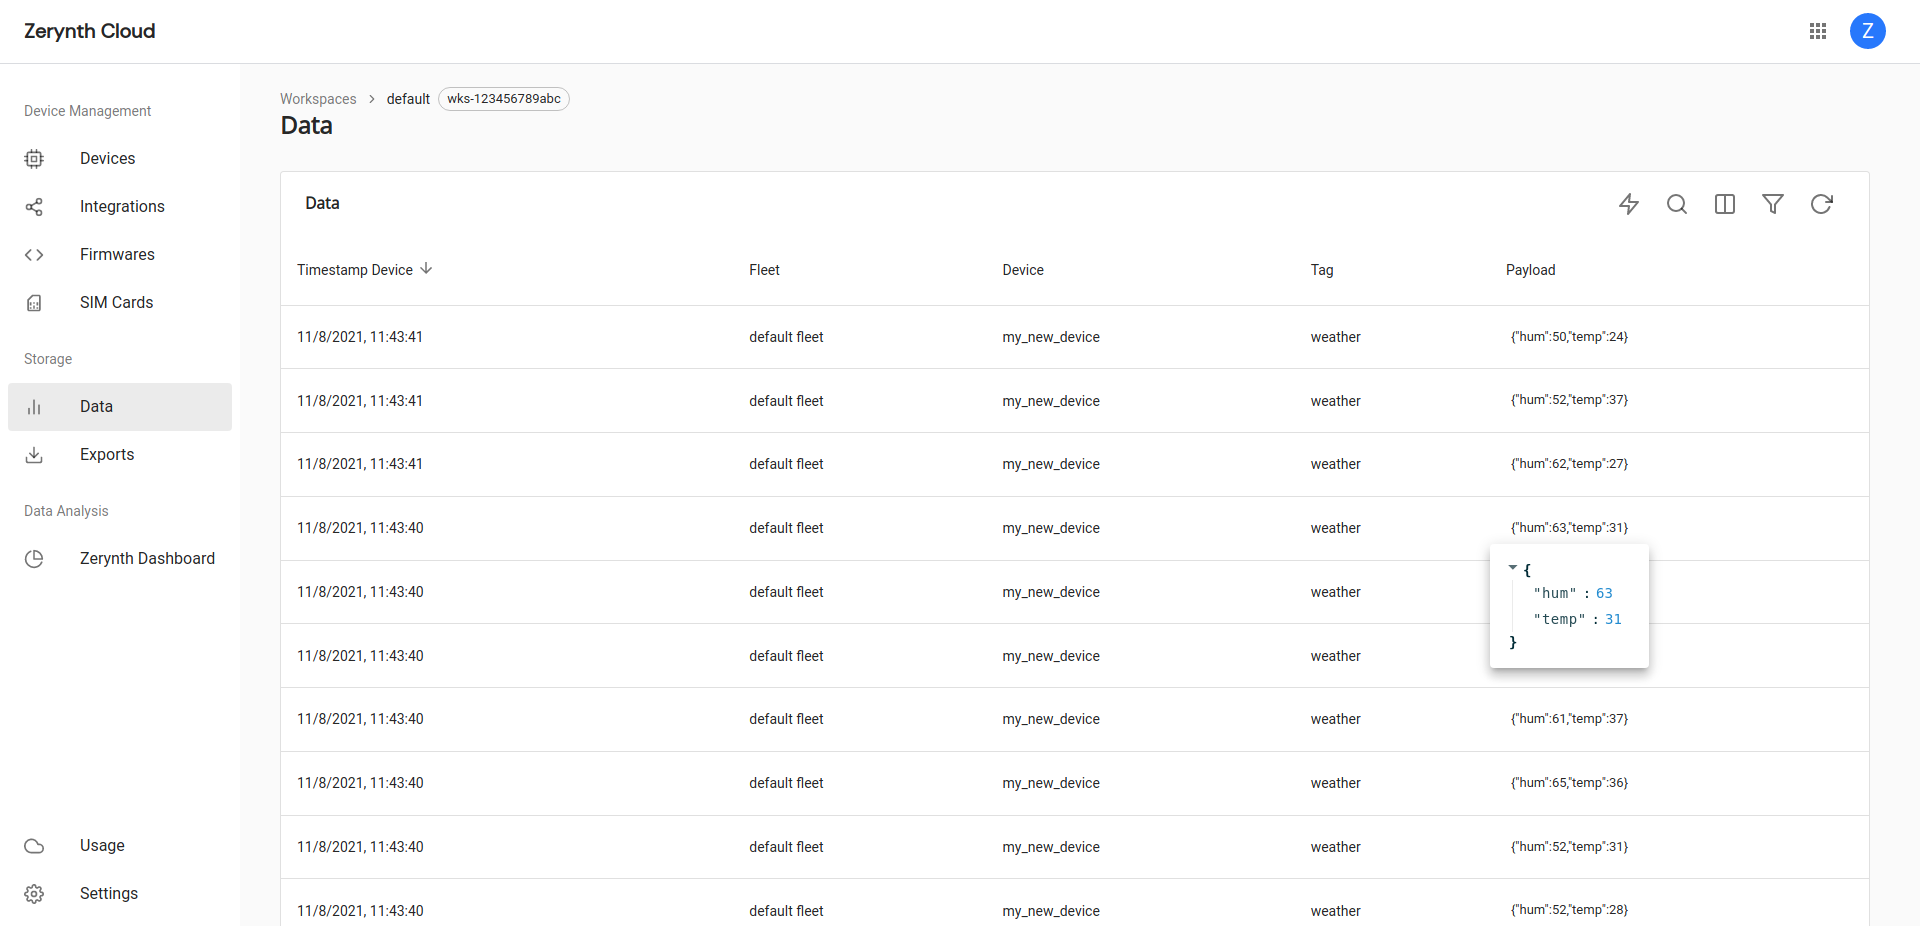 Zerynth Cloud
Z
Device Management
Devices
Integrations
Firmwares
SIM Cards
Storage
Data
Exports
Data Analysis
Zerynth Dashboard
Usage
Settings
Workspaces > default wks-123456789abc
Data
Data
Timestamp Device Fleet Device Tag Payload
11/8/2021, 11:43:41 default fleet my_new_device weather {"hum":50,"temp":24}
11/8/2021, 11:43:41 default fleet my_new_device weather {"hum":52,"temp":37}
11/8/2021, 11:43:41 default fleet my_new_device weather {"hum":62,"temp":27}
11/8/2021, 11:43:40 default fleet my_new_device weather {"hum":63,"temp":31}
11/8/2021, 11:43:40 default fleet my_new_device weather
11/8/2021, 11:43:40 default fleet my_new_device weather
{
"hum" : 63
"temp" : 31
}
11/8/2021, 11:43:40 default fleet my_new_device weather {"hum":61,"temp":37}
11/8/2021, 11:43:40 default fleet my_new_device weather {"hum":65,"temp":36}
11/8/2021, 11:43:40 default fleet my_new_device weather {"hum":52,"temp":31}
11/8/2021, 11:43:40 default fleet my_new_device weather {"hum":52,"temp":28}